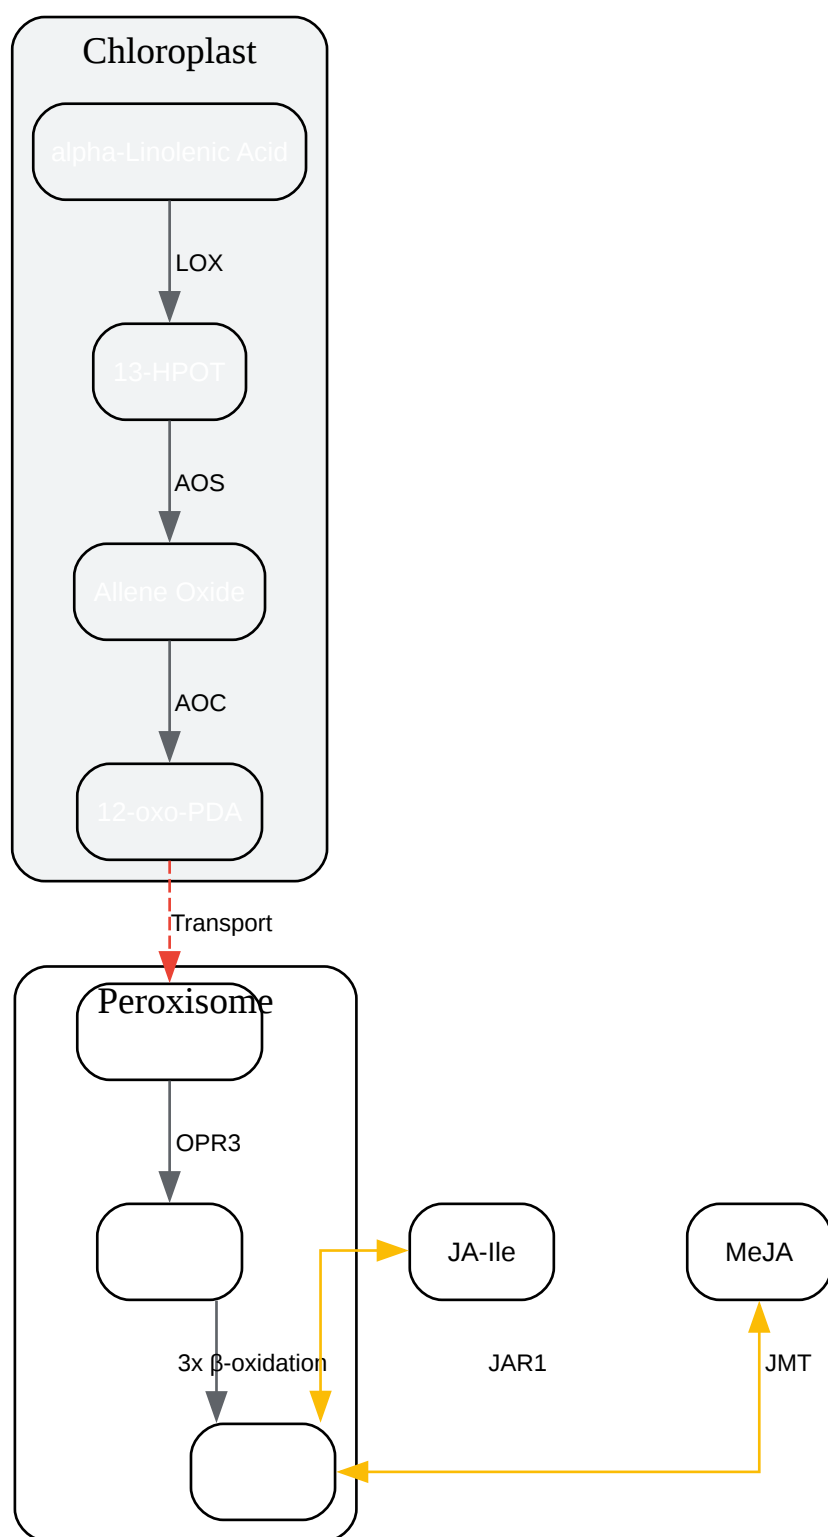 Chloroplast
alpha-Linolenic Acid
LOX
13-HPOT
AOS
Allene Oxide
AOC
12-oxo-PDA
Transport
Peroxisome
OPR3
JA-Ile
MeJA
3x β-oxidation
JAR1
JMT